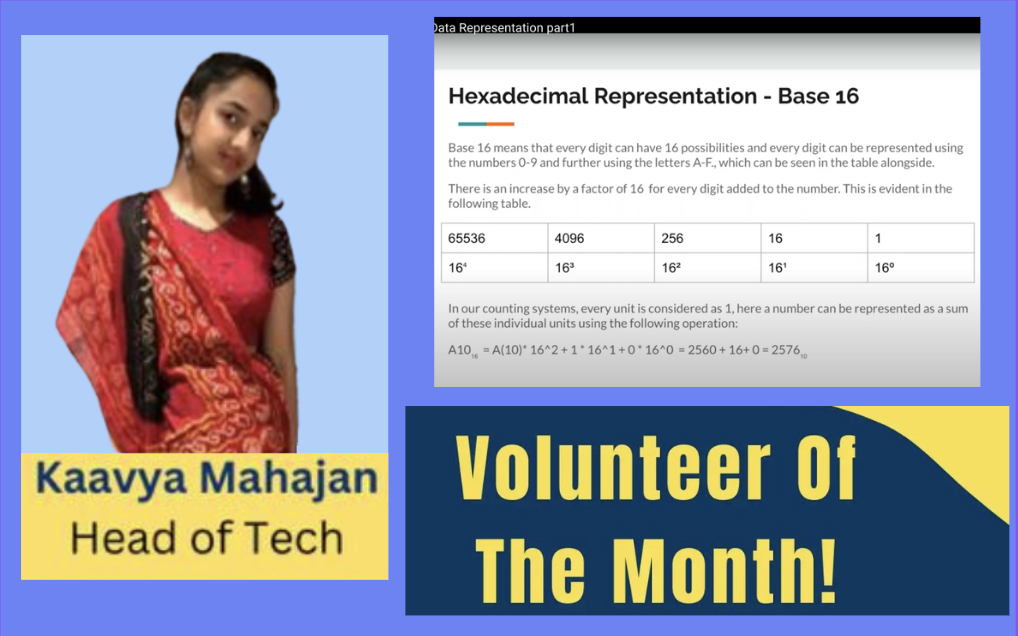 Kaavya Mahajan
Head of Tech
Data Representation part1
Hexadecimal Representation - Base 16
Base 16 means that every digit can have 16 possibilities and every digit can be represented using
the numbers 0-9 and further using the letters A-F., which can be seen in the table alongside.
There is an increase by a factor of 16 for every digit added to the number. This is evident in the
following table.
65536 4096 256 16 1
16⁴ 16³ 16² 16¹ 16⁰
In our counting systems, every unit is considered as 1, here a number can be represented as a sum
of these individual units using the following operation:
A10₁₆ = A(10)* 16^2 + 1 * 16^1 + 0 * 16^0 = 2560 + 16+ 0 = 2576₁₀
Volunteer Of
The Month!